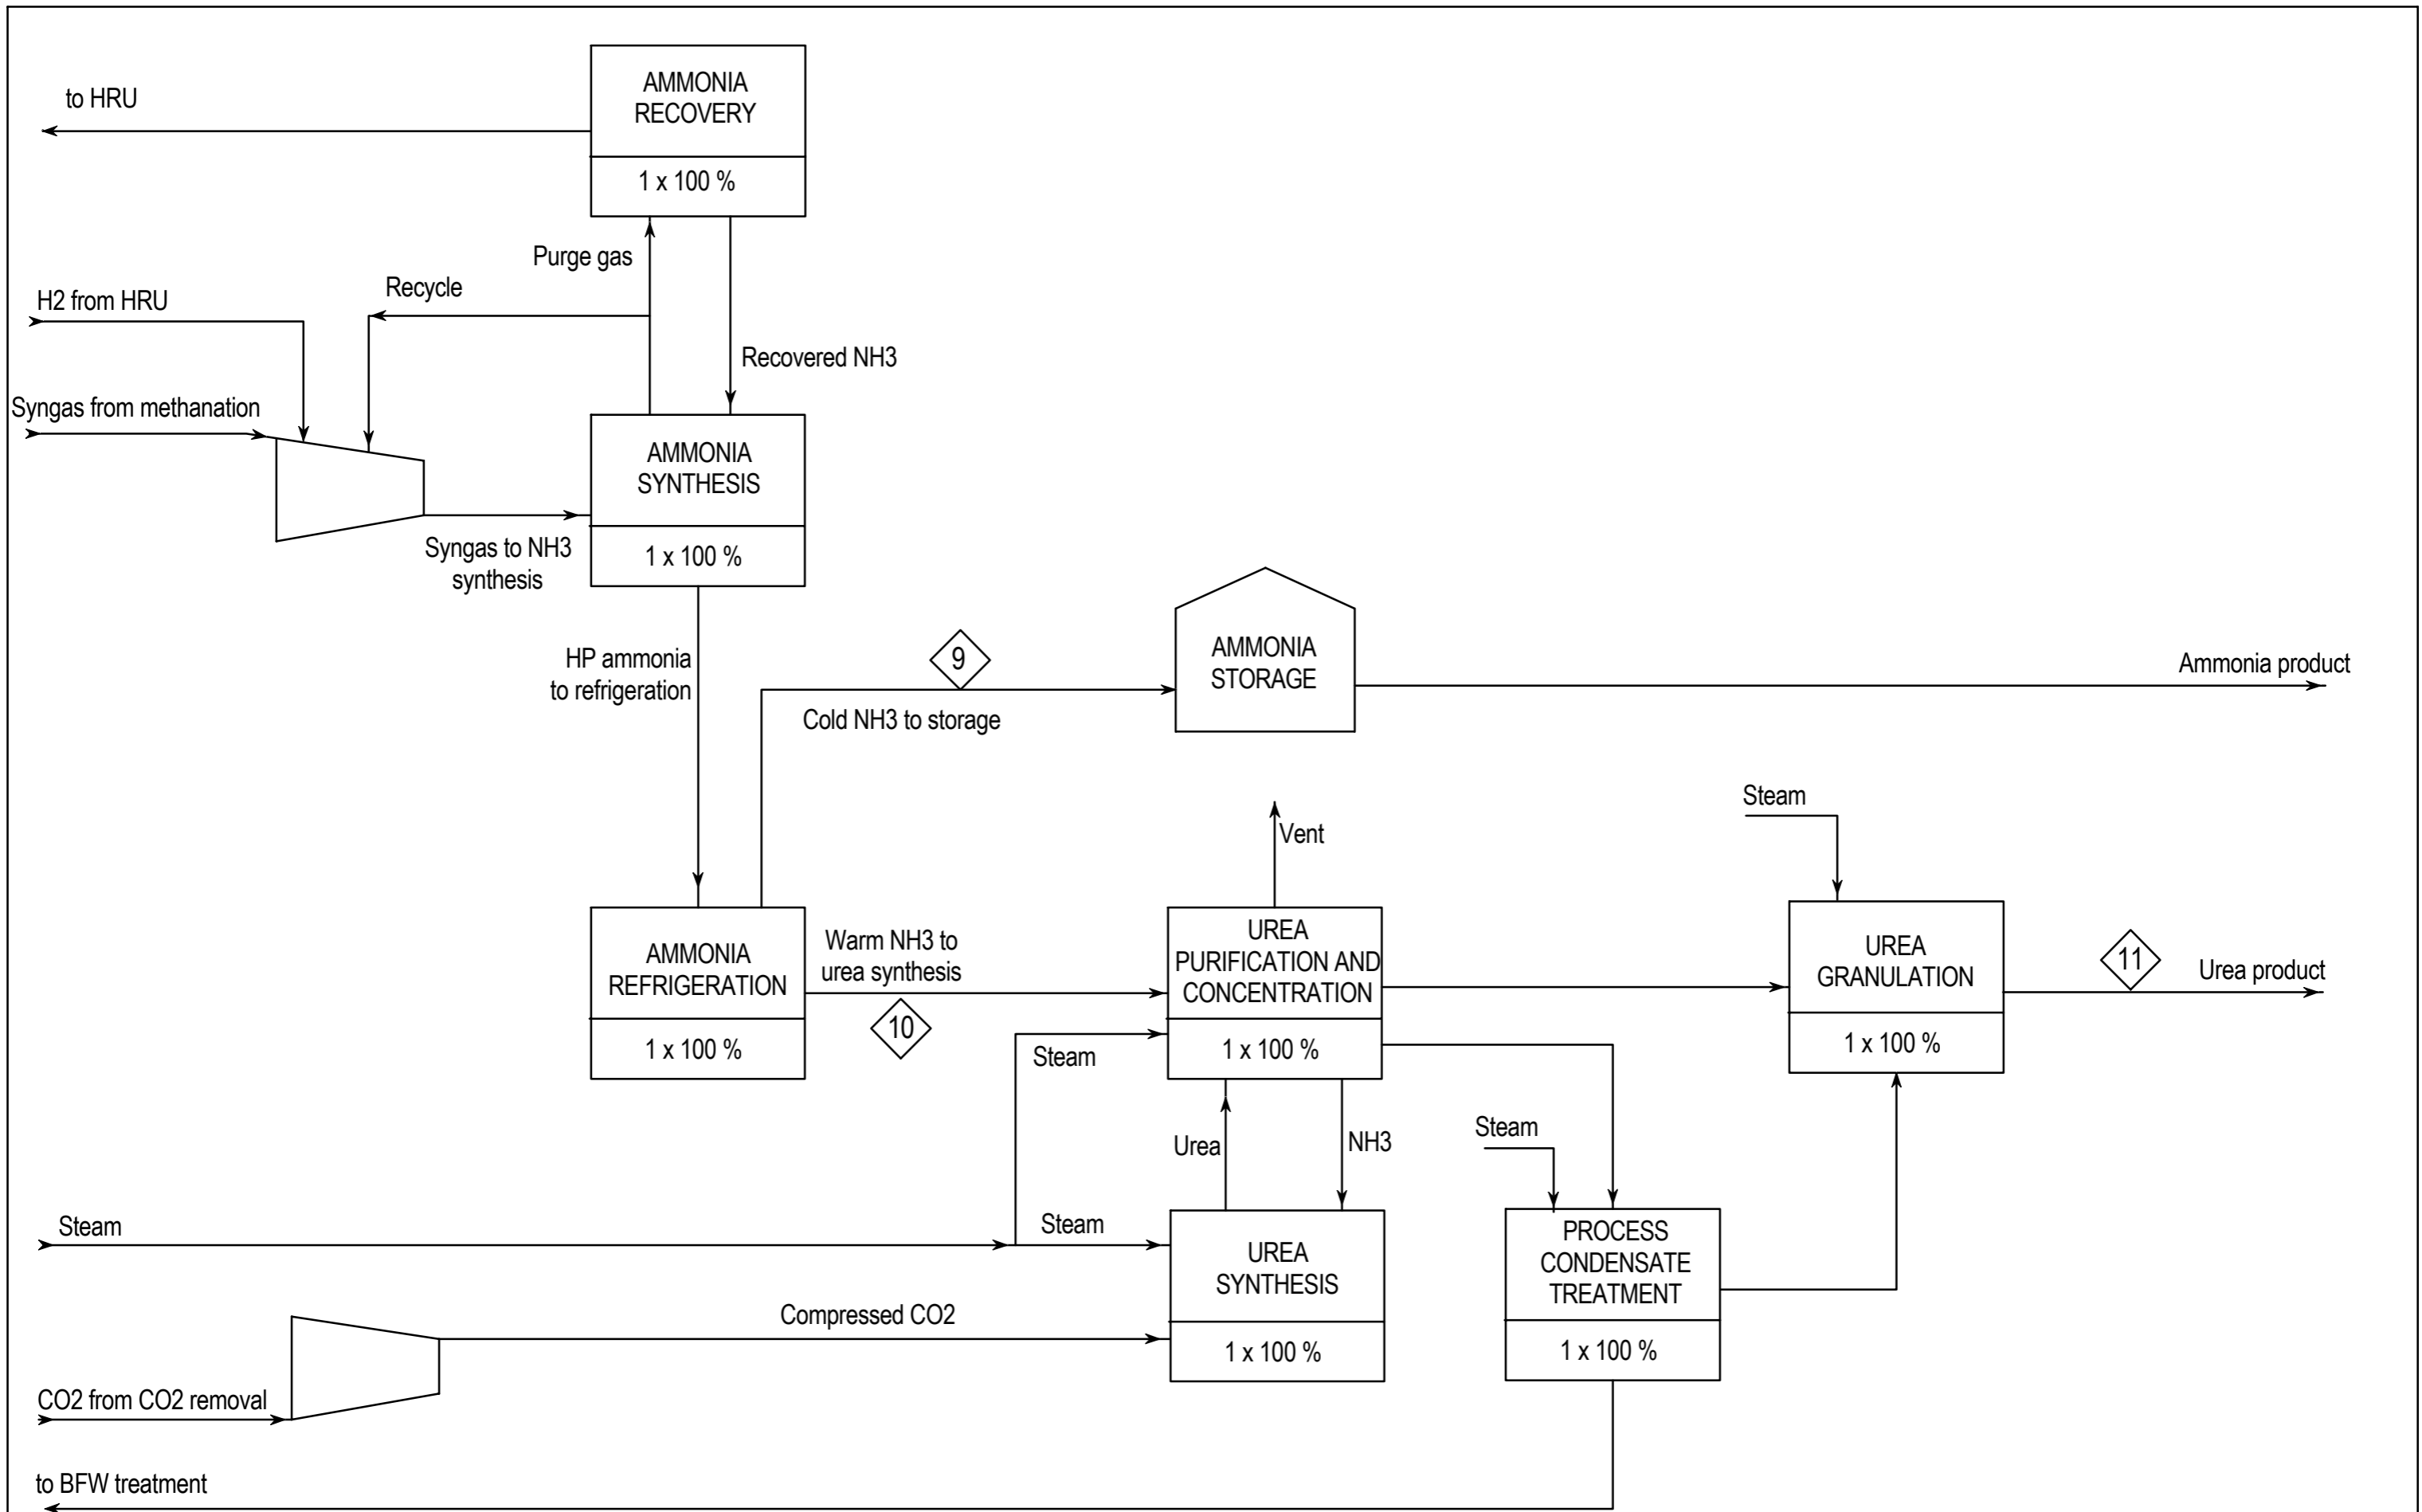 AMMONIA
RECOVERY
1 x 100 %
to HRU
Purge gas
Recycle
H2 from HRU
Recovered NH3
Syngas from methanation
AMMONIA
SYNTHESIS
1 x 100 %
Syngas to NH3
synthesis
HP ammonia
to refrigeration
9
Cold NH3 to storage
AMMONIA
STORAGE
Ammonia product
Steam
Vent
AMMONIA
REFRIGERATION
1 x 100 %
Warm NH3 to
urea synthesis
10
Steam
UREA
PURIFICATION AND
CONCENTRATION
1 x 100 %
UREA
GRANULATION
1 x 100 %
11
Urea product
Urea
NH3
Steam
Steam
Steam
UREA
SYNTHESIS
1 x 100 %
PROCESS
CONDENSATE
TREATMENT
1 x 100 %
Compressed CO2
CO2 from CO2 removal
to BFW treatment